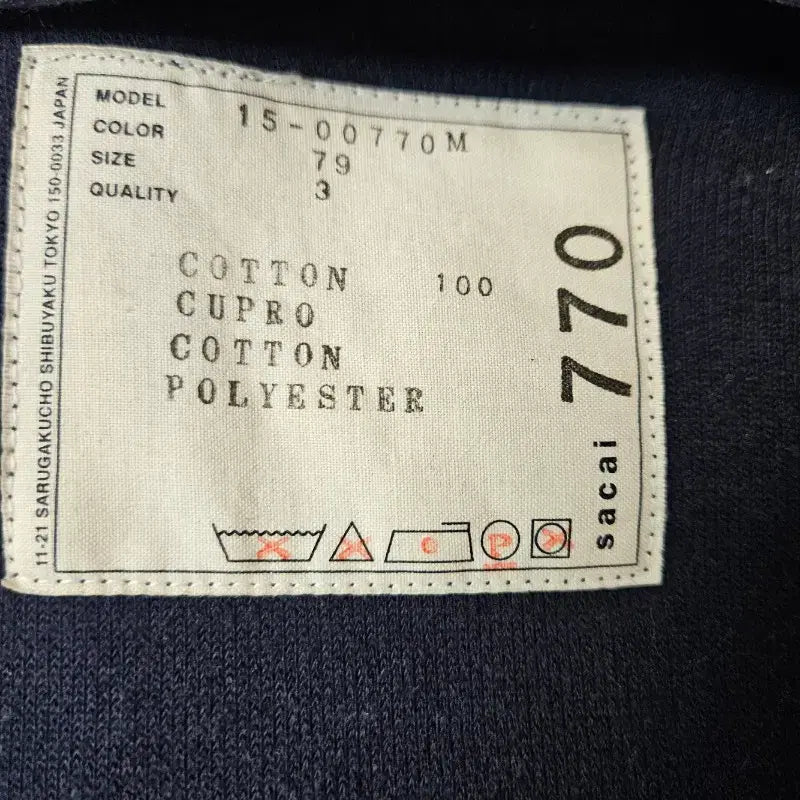 MODEL 15-00770M
COLOR 79
SIZE 3
QUALITY
COTTON 100
CUPRO
COTTON
POLYESTER
P
sacai 770
11-21 SARUGAKUCHO SHIBUYAKU TOKYO 150-0033 JAPAN